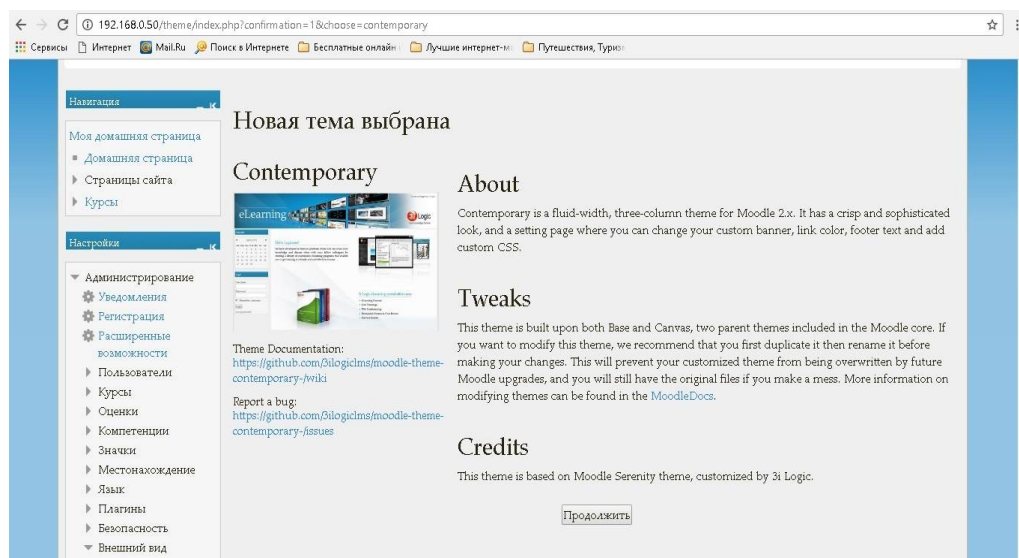 192.168.0.50/theme/index.php?confirmation=1&choose=contemporary
Сервисы Интернет Mail.Ru Поиск в Интернете Бесплатные онлайн Лучшие интернет-м Путешествия, Туриз
Навигация
Моя домашняя страница
Домашняя страница
Страницы сайта
Курсы
Настройки
Администрирование
Уведомления
Регистрация
Расширенные
возможности
Пользователи
Курсы
Оценки
Компетенции
Значки
Местонахождение
Язык
Плагины
Безопасность
Внешний вид
Новая тема выбрана
Contemporary
eLearning
3i Logic
Theme Documentation:
https://github.com/3ilogiclms/moodle-theme-
contemporary-/wiki
Report a bug:
https://github.com/3ilogiclms/moodle-theme-
contemporary-/issues
About
Contemporary is a fluid-width, three-column theme for Moodle 2.x. It has a crisp and sophisticated
look, and a setting page where you can change your custom banner, link color, footer text and add
custom CSS.
Tweaks
This theme is built upon both Base and Canvas, two parent themes included in the Moodle core. If
you want to modify this theme, we recommend that you first duplicate it then rename it before
making your changes. This will prevent your customized theme from being overwritten by future
Moodle upgrades, and you will still have the original files if you make a mess. More information on
modifying themes can be found in the MoodleDocs.
Credits
This theme is based on Moodle Serenity theme, customized by 3i Logic.
Продолжить